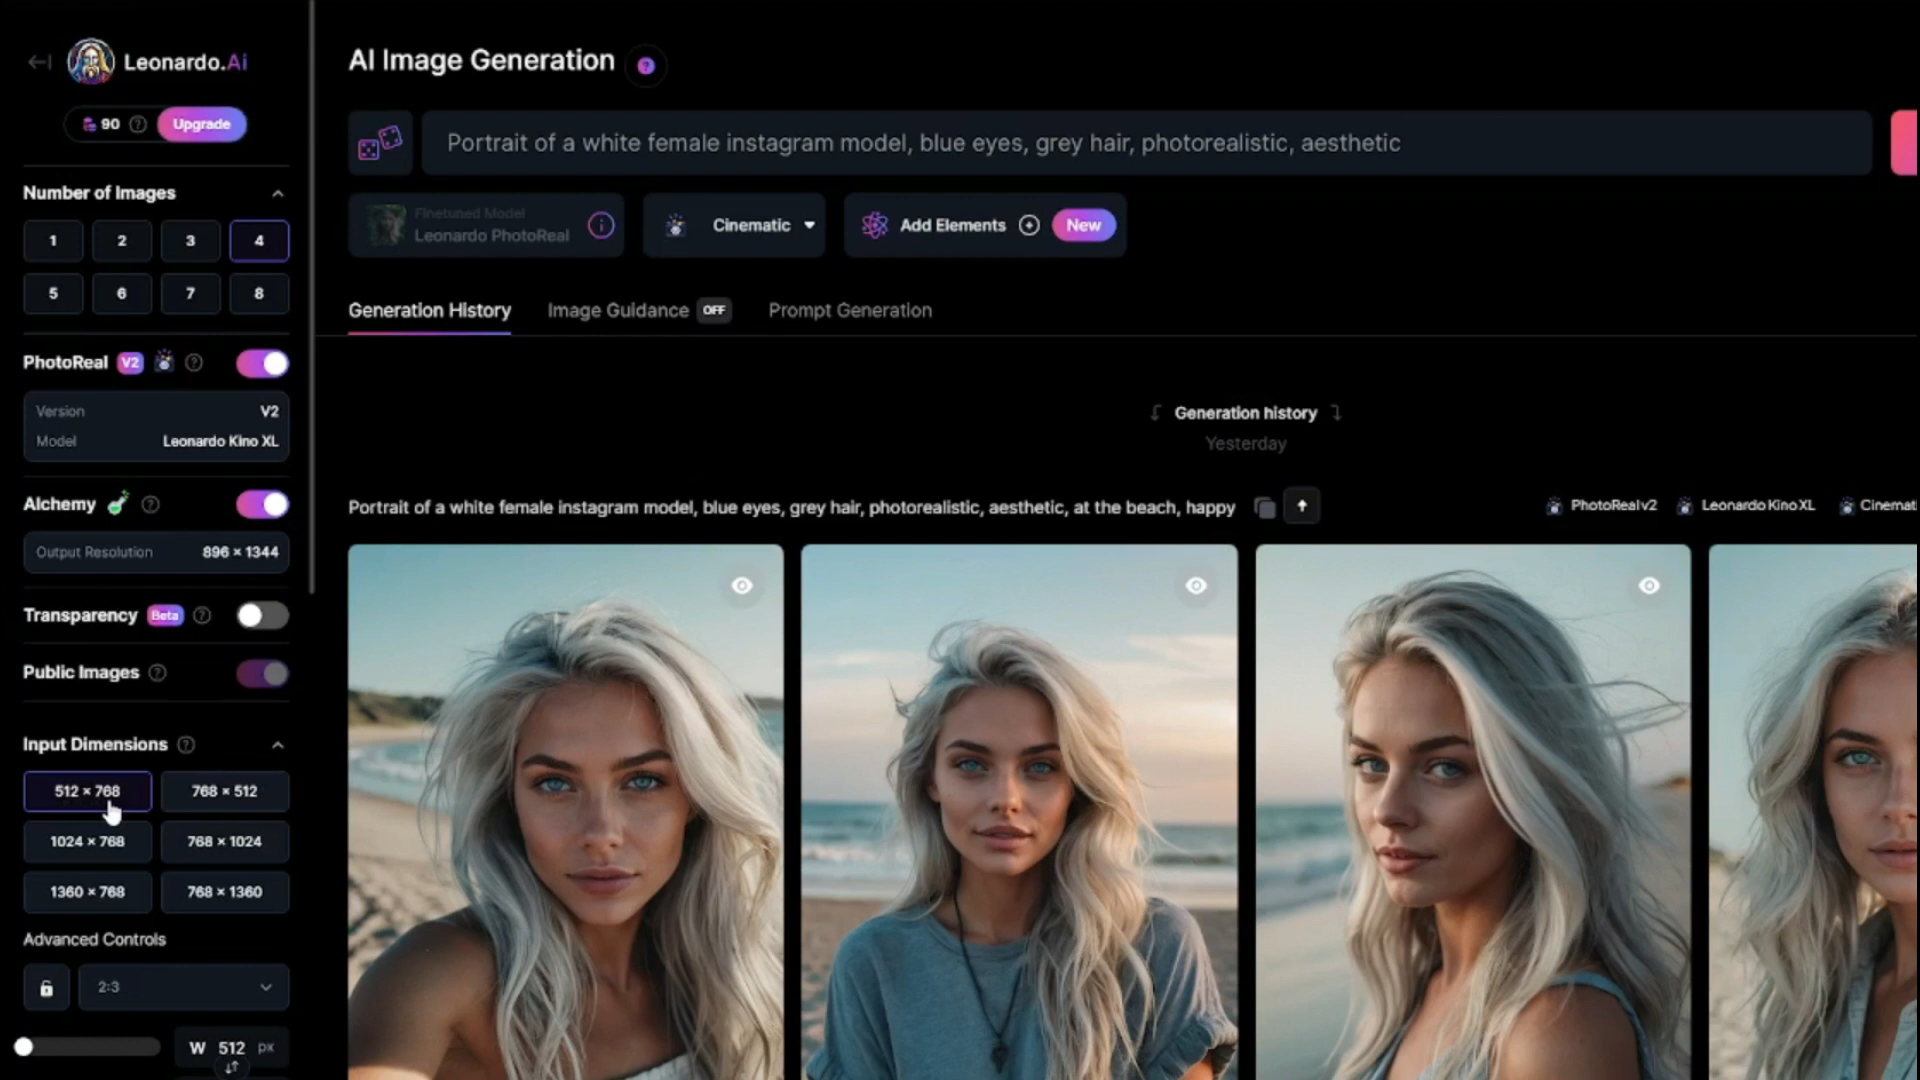 Leonardo.Ai
90 ? Upgrade
Number of Images
1 2 3 4
5 6 7 8
PhotoReal V2 ?
Version V2
Model Leonardo Kino XL
Alchemy ?
Output Resolution 896 × 1344
Transparency Beta ?
Public Images ?
Input Dimensions ?
512 × 768 768 × 512
1024 × 768 768 × 1024
1360 × 768 768 × 1360
Advanced Controls
2:3
W 512 px
AI Image Generation ?
Portrait of a white female instagram model, blue eyes, grey hair, photorealistic, aesthetic
Finetuned Model
Leonardo PhotoReal
Cinematic
Add Elements New
Generation History Image Guidance OFF Prompt Generation
Generation history
Yesterday
Portrait of a white female instagram model, blue eyes, grey hair, photorealistic, aesthetic, at the beach, happy
PhotoReal v2 Leonardo Kino XL Cinemat